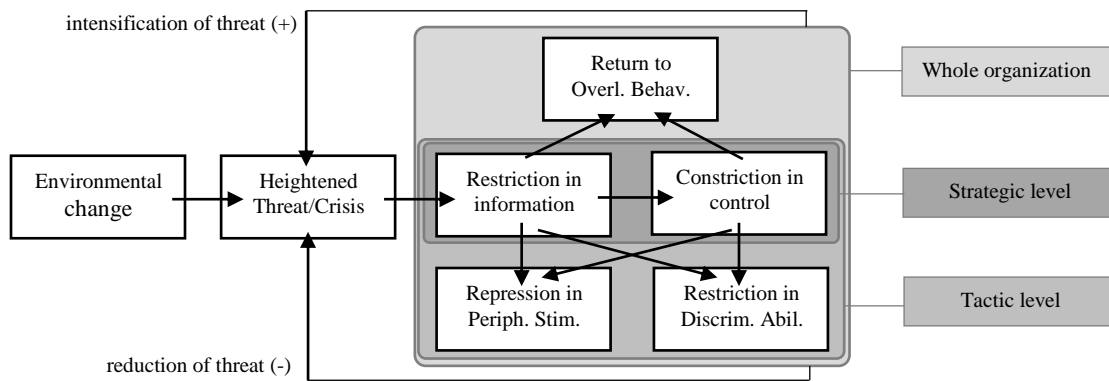 intensification of threat (+)
Return to
Overl. Behav.
Whole organization
Environmental
change
Heightened
Threat/Crisis
Restriction in
information
Constriction in
control
Strategic level
Repression in
Periph. Stim.
Restriction in
Discrim. Abil.
Tactic level
reduction of threat (-)